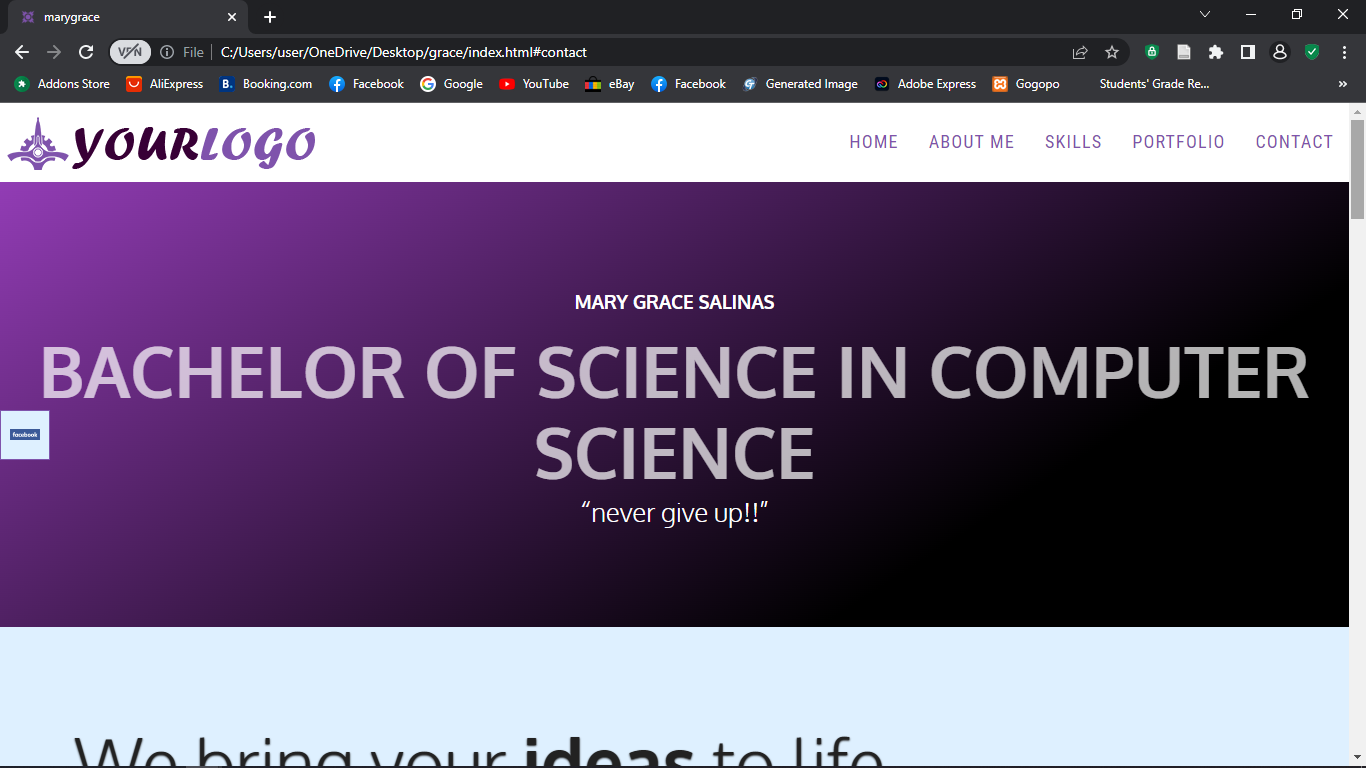 marygrace
VPN File C:/Users/user/OneDrive/Desktop/grace/index.html#contact
Addons Store AliExpress B. Booking.com Facebook Google YouTube eBay Facebook Generated Image Adobe Express Gogopo Students' Grade Re... »
YOURLOGO HOME ABOUT ME SKILLS PORTFOLIO CONTACT
MARY GRACE SALINAS
BACHELOR OF SCIENCE IN COMPUTER
SCIENCE
facebook
“never give up!!”
We bring your ideas to life